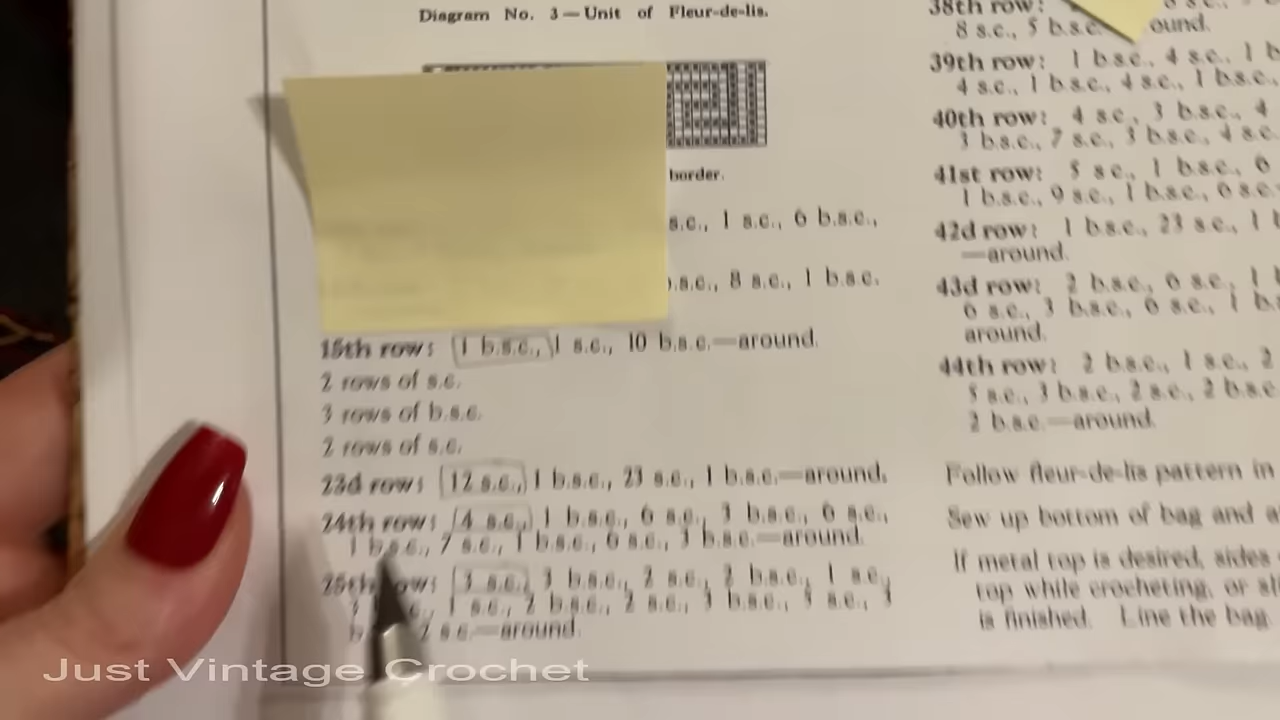 Diagram No. 3—Unit of Fleur-de-lis.
border.
s.c., 1 s.c., 6 b.s.c.,
.s.c., 8 s.c., 1 b.s.c.
15th row: 1 b.s.c., 1 s.c., 10 b.s.c.—around.
2 rows of s.c.
3 rows of b.s.c.
2 rows of s.c.
23d row: 12 s.c., 1 b.s.c., 23 s.c., 1 b.s.c.—around.
24th row: 4 s.c., 1 b.s.c., 6 s.c., 3 b.s.c., 6 s.c.,
1 b.s.c., 7 s.c., 1 b.s.c., 6 s.c., 3 b.s.c.—around.
25th row: 3 s.c., 3 b.s.c., 2 s.c., 2 b.s.c., 1 s.c.,
1 s.c., 2 b.s.c., 2 s.c., 3 b.s.c., 3 s.c., 3
s.c.—around.
38th row:
8 s.c., 5 b.s.c. ound.
39th row: 1 b.s.c., 4 s.c., 1 b
4 s.c., 1 b.s.c., 4 s.c., 1 b.s.c.,
40th row: 4 s.c., 3 b.s.c., 4
3 b.s.c., 7 s.c., 3 b.s.c., 4 s.c.
41st row: 5 s.c., 1 b.s.c., 6
1 b.s.c., 9 s.c., 1 b.s.c., 6 s.c.
42d row: 1 b.s.c., 23 s.c., 1 b
—around.
43d row: 2 b.s.c., 6 s.c., 1
6 s.c., 3 b.s.c., 6 s.c., 1 b.
around.
44th row: 2 b.s.c., 1 s.c., 2
5 s.c., 3 b.s.c., 2 s.c., 2 b.s.c
2 b.s.c.—around.
Follow fleur-de-lis pattern in
Sew up bottom of bag and a
If metal top is desired, sides
top while crocheting, or sl
is finished. Line the bag.
Just Vintage Crochet